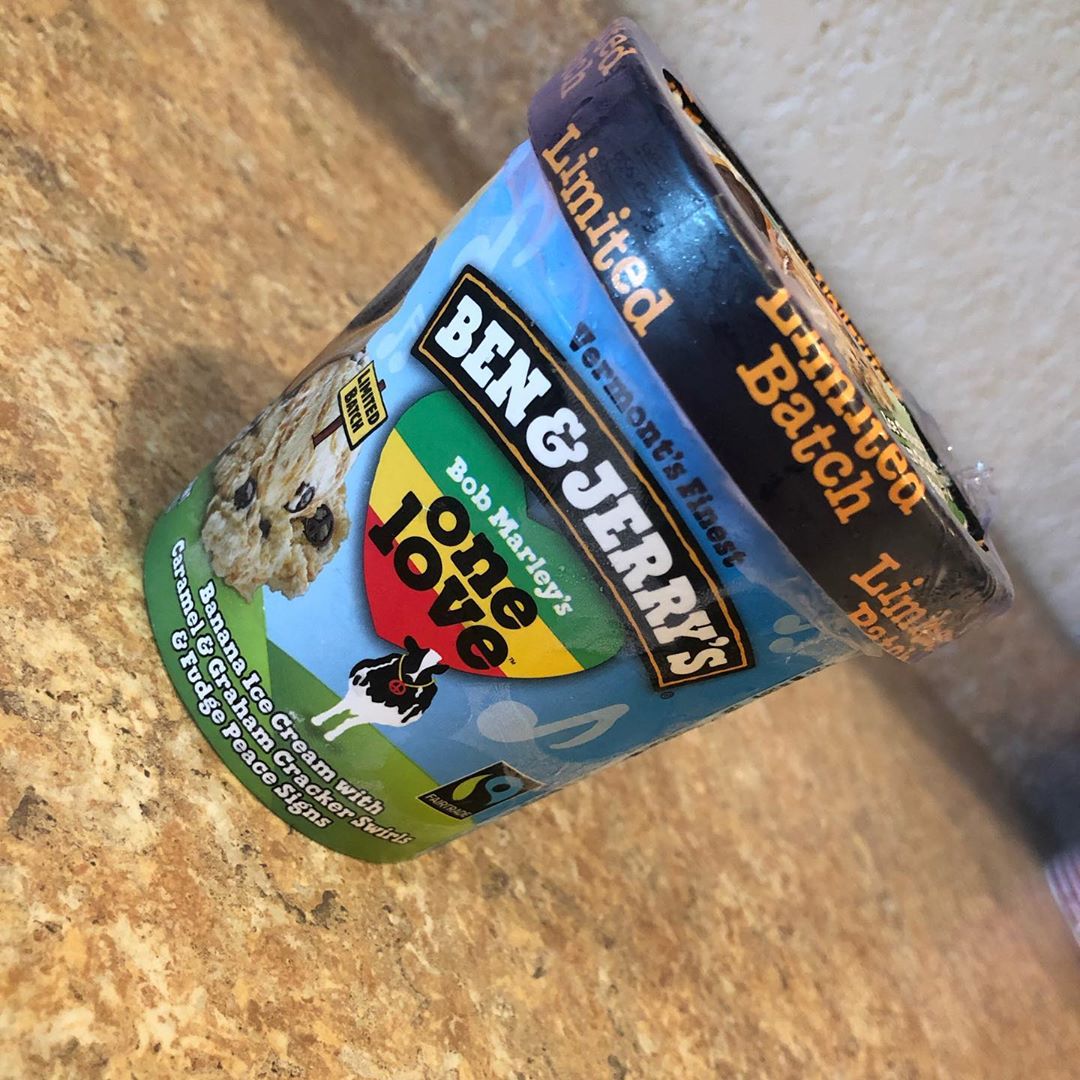 Limited
Limited
Batch
Vermont's Finest
BEN & JERRY'S
®
Bob Marley's
one
love
™
LIMITED
BATCH
Banana Ice Cream with
Caramel & Graham Cracker Swirls
& Fudge Peace Signs
FAIRTRADE